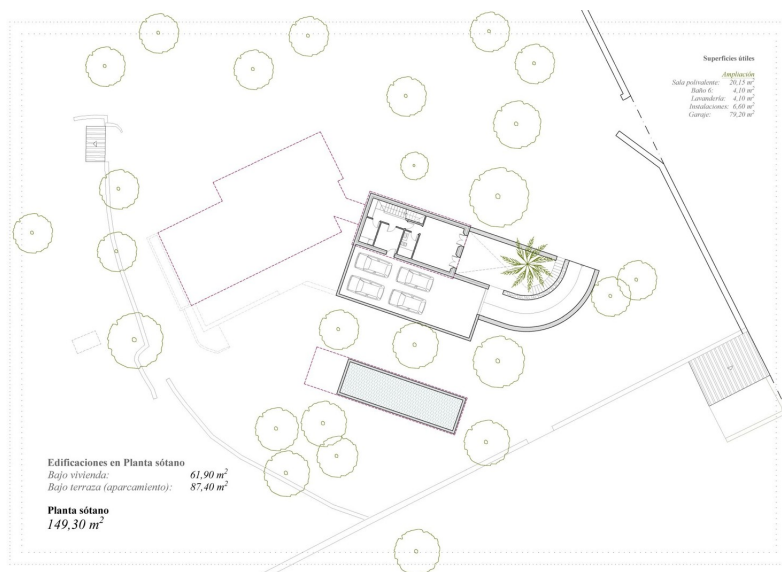 Superficies útiles
Ampliación
Sala polivalente: 20,15 m²
Baño 6: 4,10 m²
Lavandería: 4,10 m²
Instalaciones: 6,60 m²
Garaje: 79,20 m²
Edificaciones en Planta sótano
Bajo vivienda: 61,90 m²
Bajo terraza (aparcamiento): 87,40 m²
Planta sótano
149,30 m²